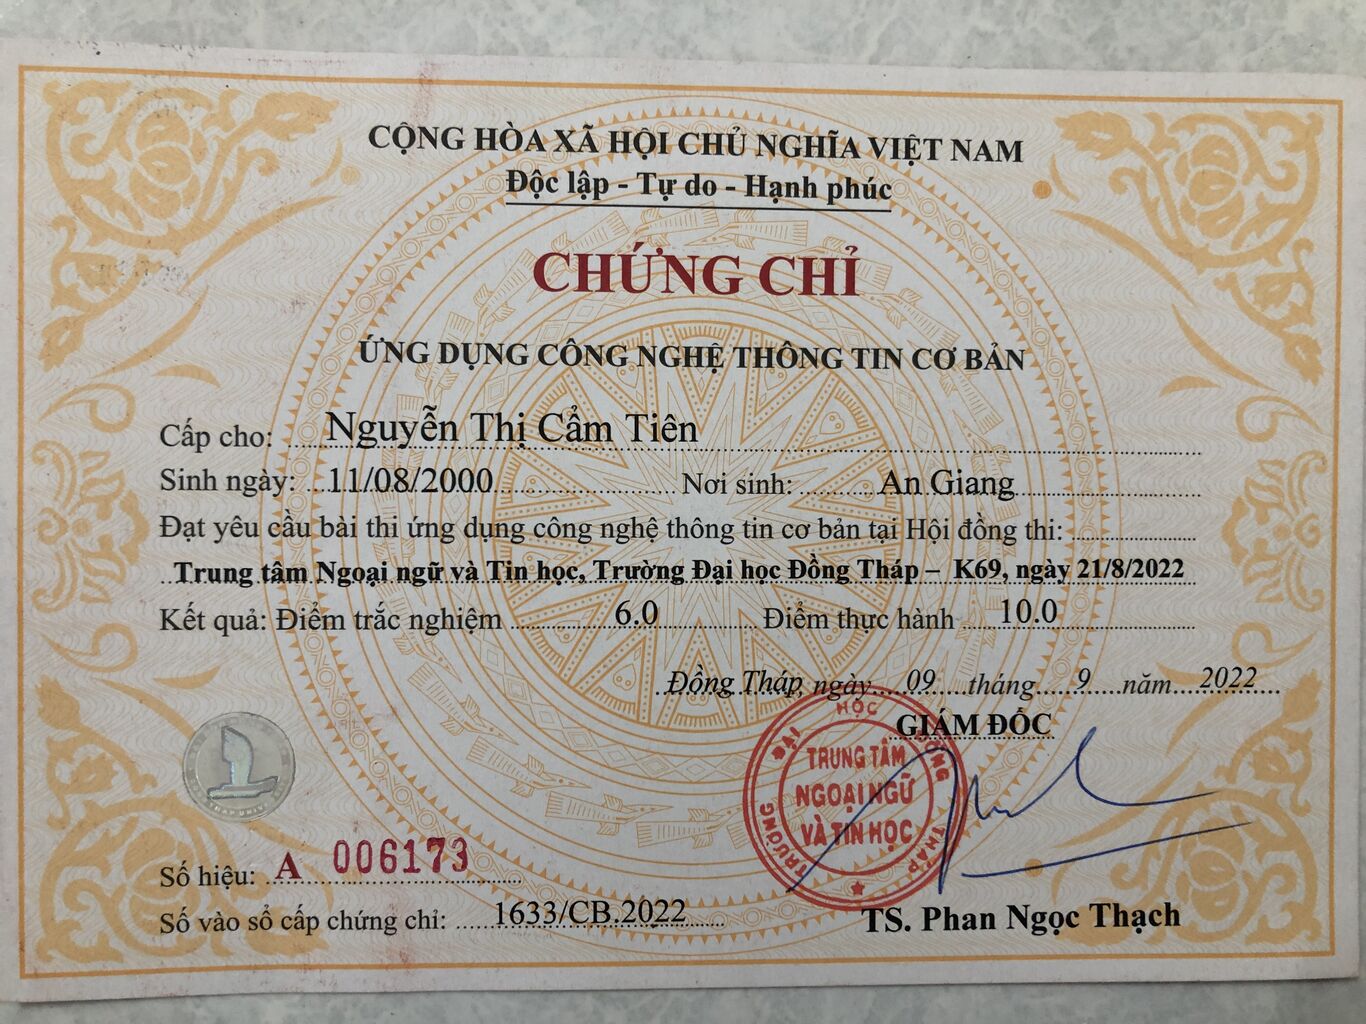 CỘNG HÒA XÃ HỘI CHỦ NGHĨA VIỆT NAM
Độc lập - Tự do - Hạnh phúc
CHỨNG CHỈ
ỨNG DỤNG CÔNG NGHỆ THÔNG TIN CƠ BẢN
Cấp cho: Nguyễn Thị Cẩm Tiên
Sinh ngày: 11/08/2000 Nơi sinh: An Giang
Đạt yêu cầu bài thi ứng dụng công nghệ thông tin cơ bản tại Hội đồng thi:
Trung tâm Ngoại ngữ và Tin học, Trường Đại học Đồng Tháp – K69, ngày 21/8/2022
Kết quả: Điểm trắc nghiệm 6.0 Điểm thực hành 10.0
Đồng Tháp, ngày 09 tháng 9 năm 2022
GIÁM ĐỐC
TRƯỜNG ĐẠI HỌC ĐỒNG THÁP
TRUNG TÂM
NGOẠI NGỮ
VÀ TIN HỌC
Số hiệu: A 006173
Số vào sổ cấp chứng chỉ: 1633/CB.2022
TS. Phan Ngọc Thạch